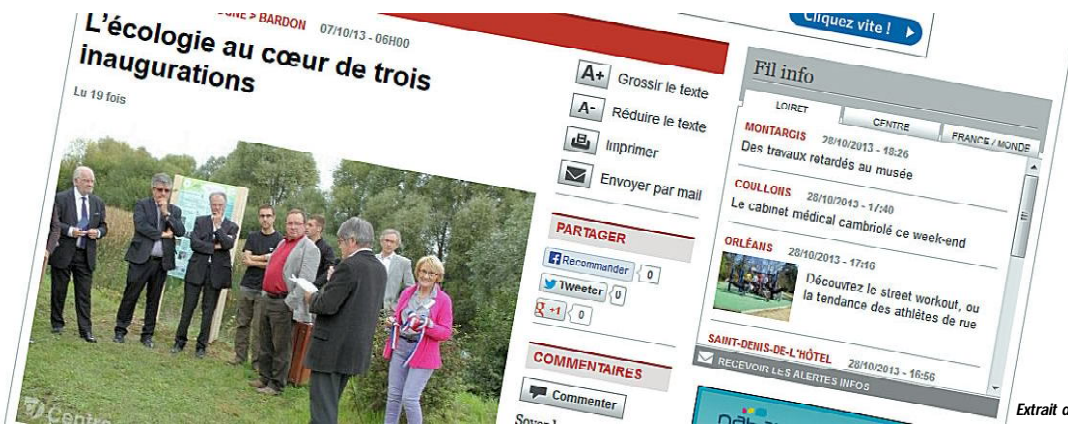 Cliquez vite !
GNE > BARDON 07/10/13 - 06H00
L'écologie au cœur de trois
inaugurations
Lu 19 fois
A+ Grossir le texte
A- Réduire le texte
Imprimer
Envoyer par mail
PARTAGER
Recommander 0
Tweeter 0
+1 0
COMMENTAIRES
Commenter
Fil info
LOIRET CENTRE FRANCE / MONDE
MONTARGIS 28/10/2013 - 18:26
Des travaux retardés au musée
COULLONS 28/10/2013 - 17:40
Le cabinet médical cambriolé ce week-end
ORLÉANS 28/10/2013 - 17:16
Découvrez le street workout, ou
la tendance des athlètes de rue
SAINT-DENIS-DE-L'HÔTEL 28/10/2013 - 16:56
RECEVOIR LES ALERTES INFOS
Centre
Extrait d